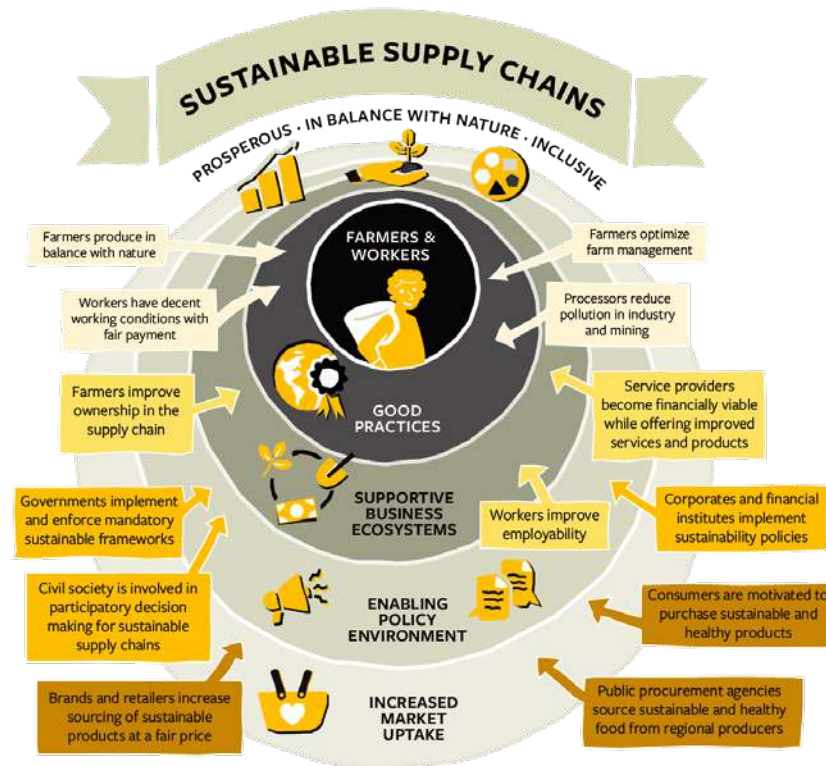 SUSTAINABLE SUPPLY CHAINS
PROSPEROUS · IN BALANCE WITH NATURE · INCLUSIVE
FARMERS &
WORKERS
Farmers produce in
balance with nature
Farmers optimize
farm management
Workers have decent
working conditions with
fair payment
Processors reduce
pollution in industry
and mining
GOOD
PRACTICES
Farmers improve
ownership in the
supply chain
Service providers
become financially viable
while offering improved
services and products
SUPPORTIVE
BUSINESS
ECOSYSTEMS
Workers improve
employability
Governments implement
and enforce mandatory
sustainable frameworks
Corporates and financial
institutes implement
sustainability policies
Civil society is involved in
participatory decision
making for sustainable
supply chains
ENABLING
POLICY
ENVIRONMENT
Consumers are motivated to
purchase sustainable and
healthy products
Brands and retailers increase
sourcing of sustainable
products at a fair price
INCREASED
MARKET
UPTAKE
Public procurement agencies
source sustainable and healthy
food from regional producers